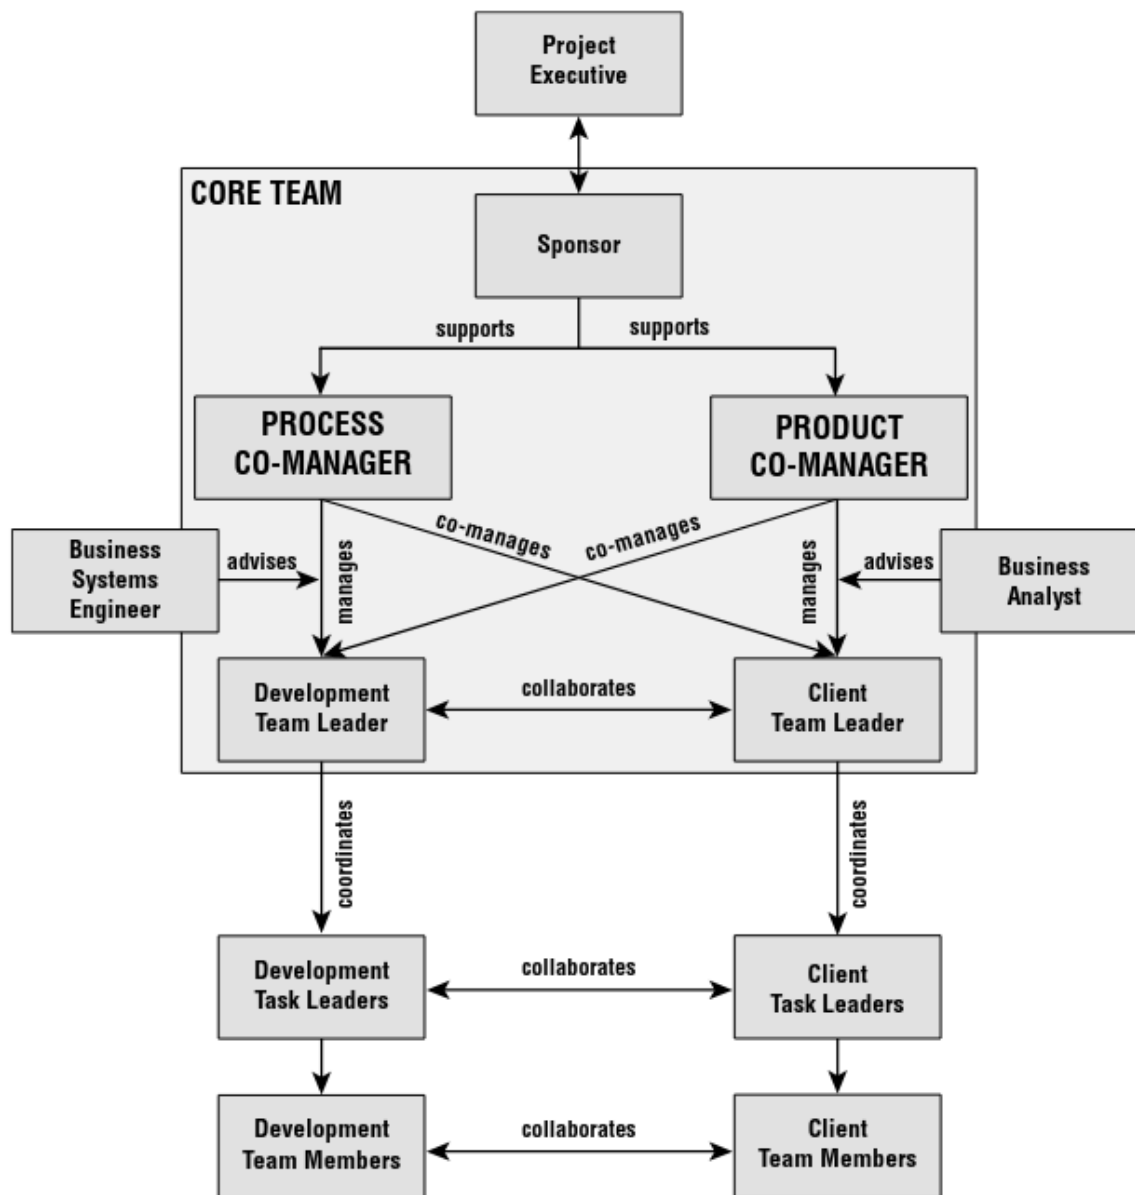 Project
Executive
CORE TEAM
Sponsor
supports
supports
PROCESS
CO-MANAGER
PRODUCT
CO-MANAGER
co-manages
co-manages
Business
Systems
Engineer
advises
manages
manages
advises
Business
Analyst
Development
Team Leader
collaborates
Client
Team Leader
coordinates
coordinates
Development
Task Leaders
collaborates
Client
Task Leaders
Development
Team Members
collaborates
Client
Team Members